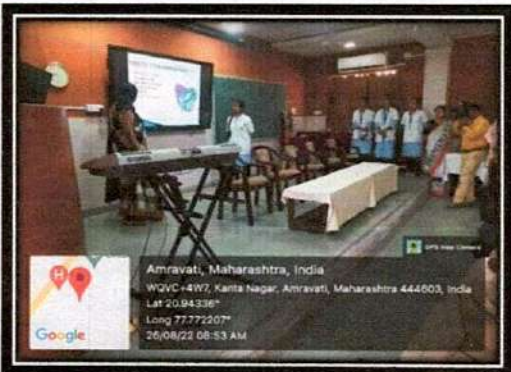 GPS Map Camera
Amravati, Maharashtra, India
WQVC+4W7, Kanta Nagar, Amravati, Maharashtra 444603, India
Lat 20.94336°
Long 77.772207°
26/08/22 08:53 AM
H
Google